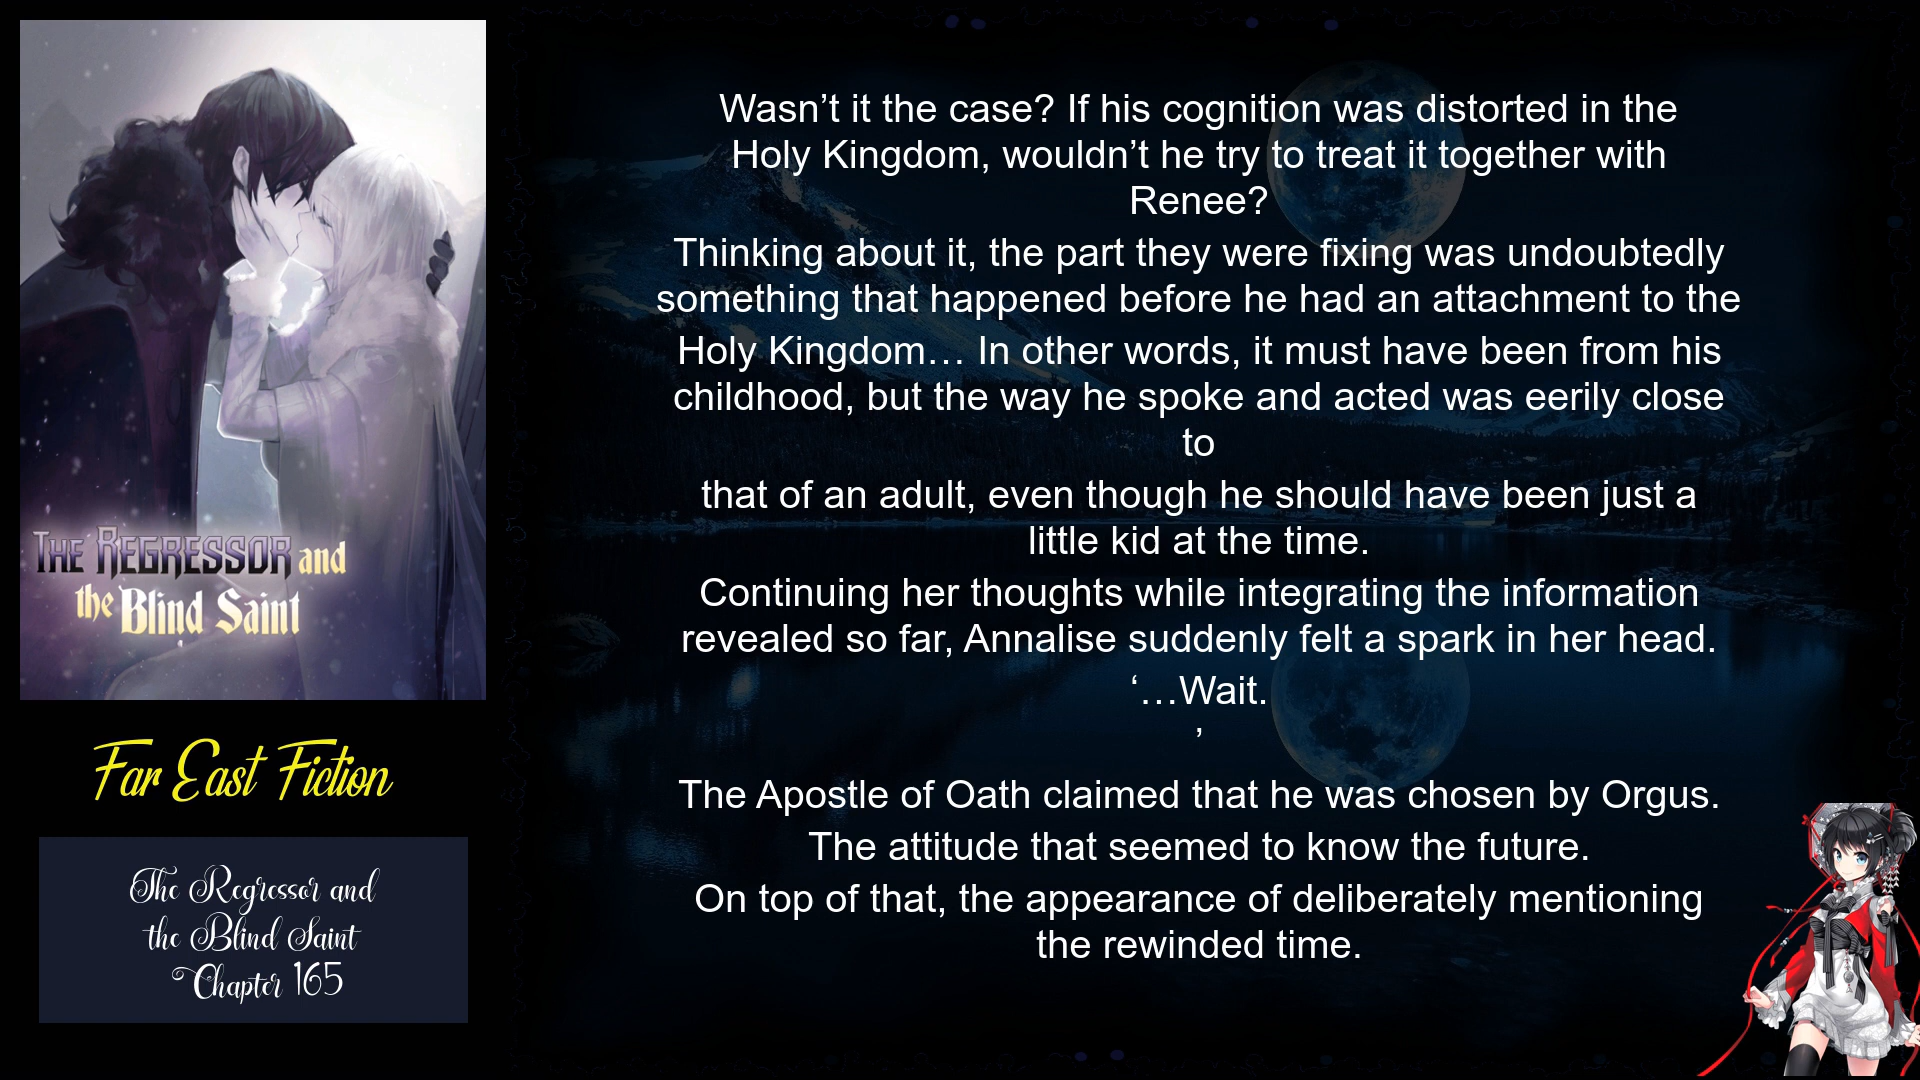 THE REGRESSOR and
the Blind Saint
Far East Fiction
The Regressor and
the Blind Saint
Chapter 165
Wasn’t it the case? If his cognition was distorted in the
Holy Kingdom, wouldn’t he try to treat it together with
Renee?
Thinking about it, the part they were fixing was undoubtedly
something that happened before he had an attachment to the
Holy Kingdom… In other words, it must have been from his
childhood, but the way he spoke and acted was eerily close
to
that of an adult, even though he should have been just a
little kid at the time.
Continuing her thoughts while integrating the information
revealed so far, Annalise suddenly felt a spark in her head.
‘…Wait.
’
The Apostle of Oath claimed that he was chosen by Orgus.
The attitude that seemed to know the future.
On top of that, the appearance of deliberately mentioning
the rewinded time.